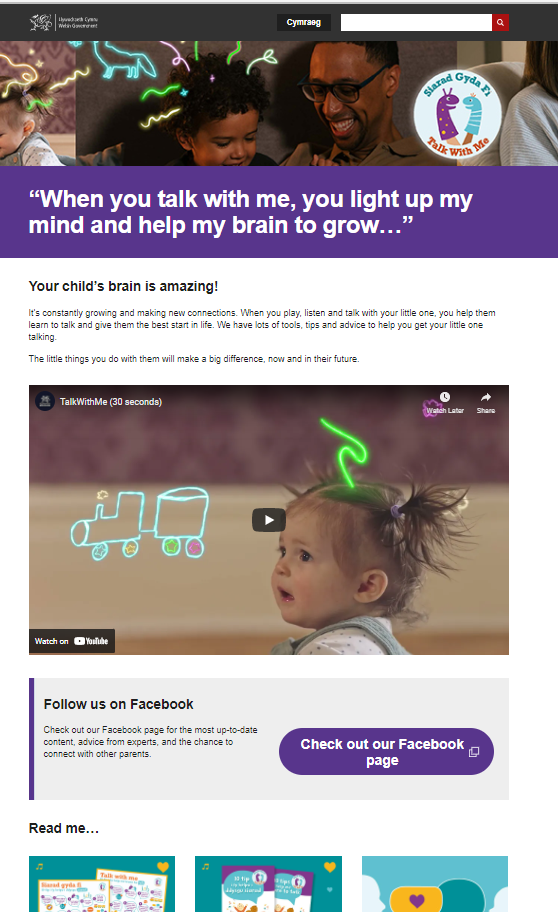 Llywodraeth Cymru
Welsh Government
Cymraeg
Siarad Gyda Fi
Talk With Me
“When you talk with me, you light up my
mind and help my brain to grow…”
Your child’s brain is amazing!
It’s constantly growing and making new connections. When you play, listen and talk with your little one, you help them
learn to talk and give them the best start in life. We have lots of tools, tips and advice to help you get your little one
talking.
The little things you do with them will make a big difference, now and in their future.
TalkWithMe (30 seconds)
Watch Later
Share
Watch on YouTube
Follow us on Facebook
Check out our Facebook page for the most up-to-date
content, advice from experts, and the chance to
connect with other parents.
Check out our Facebook
page
Read me…
Siarad gyda fi
Talk with me